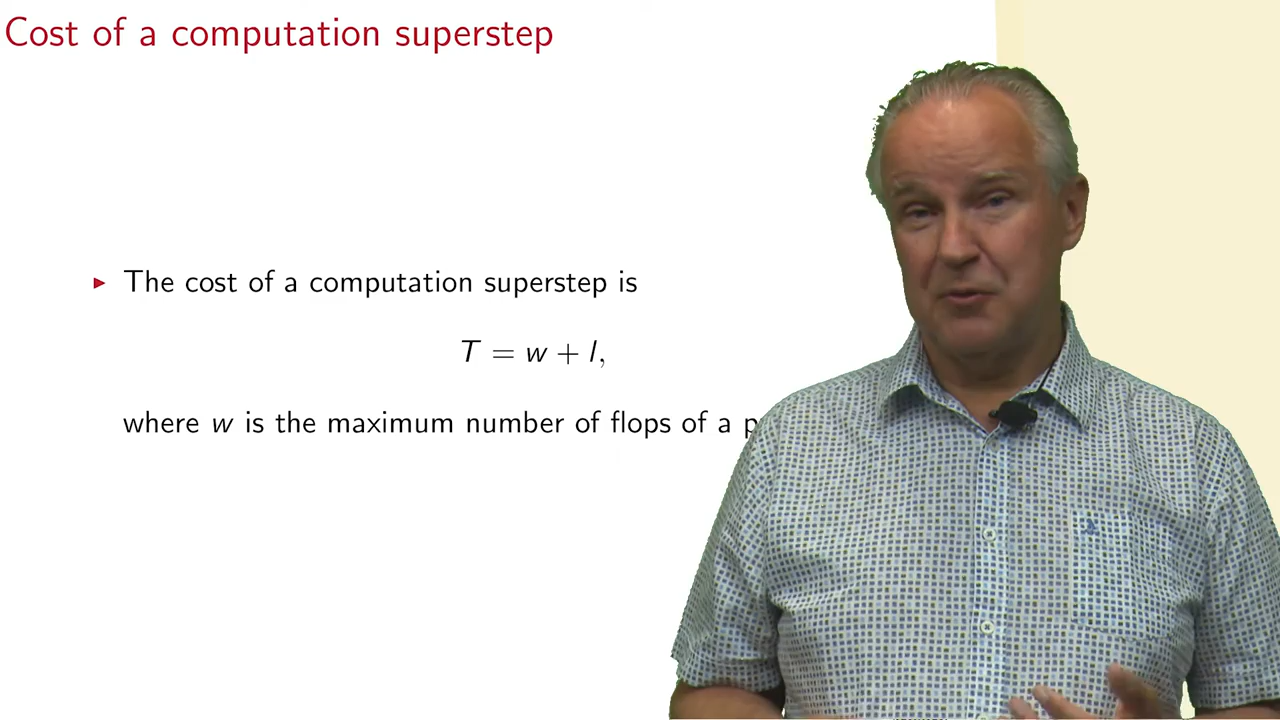 Cost of a computation superstep
▶ The cost of a computation superstep is
T = w + l,
where w is the maximum number of flops of a